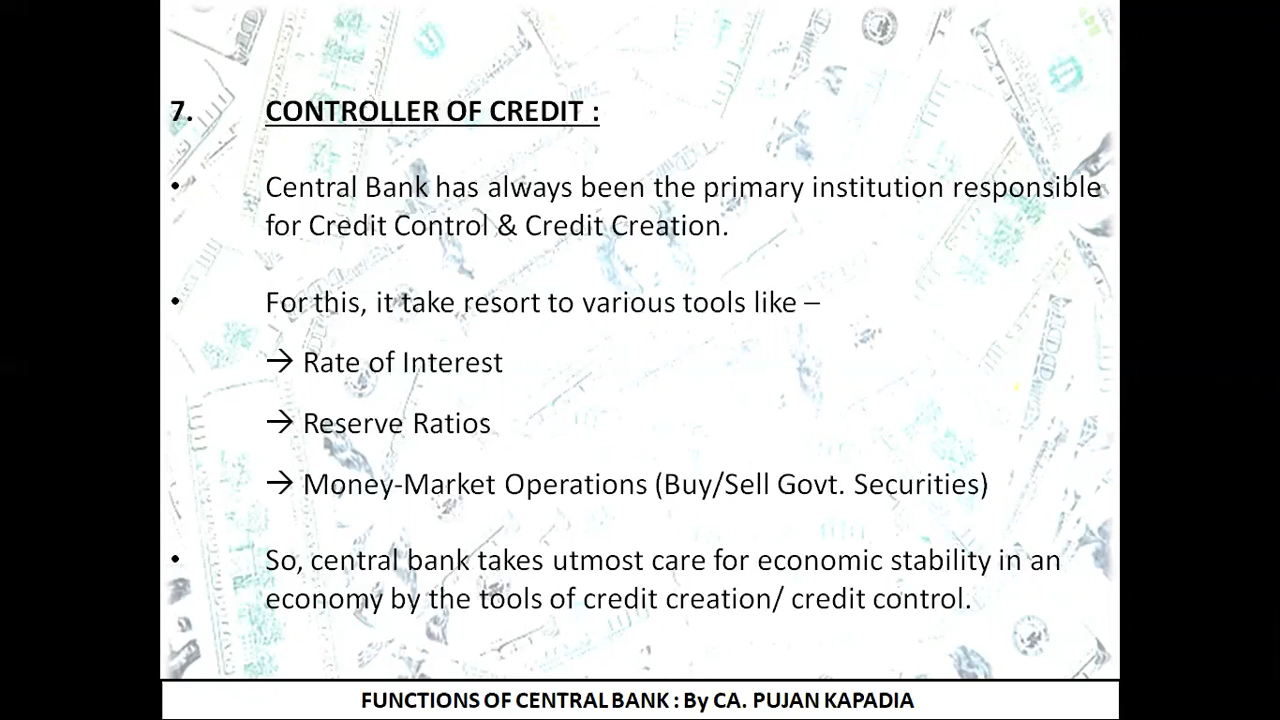 7. CONTROLLER OF CREDIT :
• Central Bank has always been the primary institution responsible
for Credit Control & Credit Creation.
• For this, it take resort to various tools like –
→ Rate of Interest
→ Reserve Ratios
→ Money-Market Operations (Buy/Sell Govt. Securities)
• So, central bank takes utmost care for economic stability in an
economy by the tools of credit creation/ credit control.
FUNCTIONS OF CENTRAL BANK : By CA. PUJAN KAPADIA